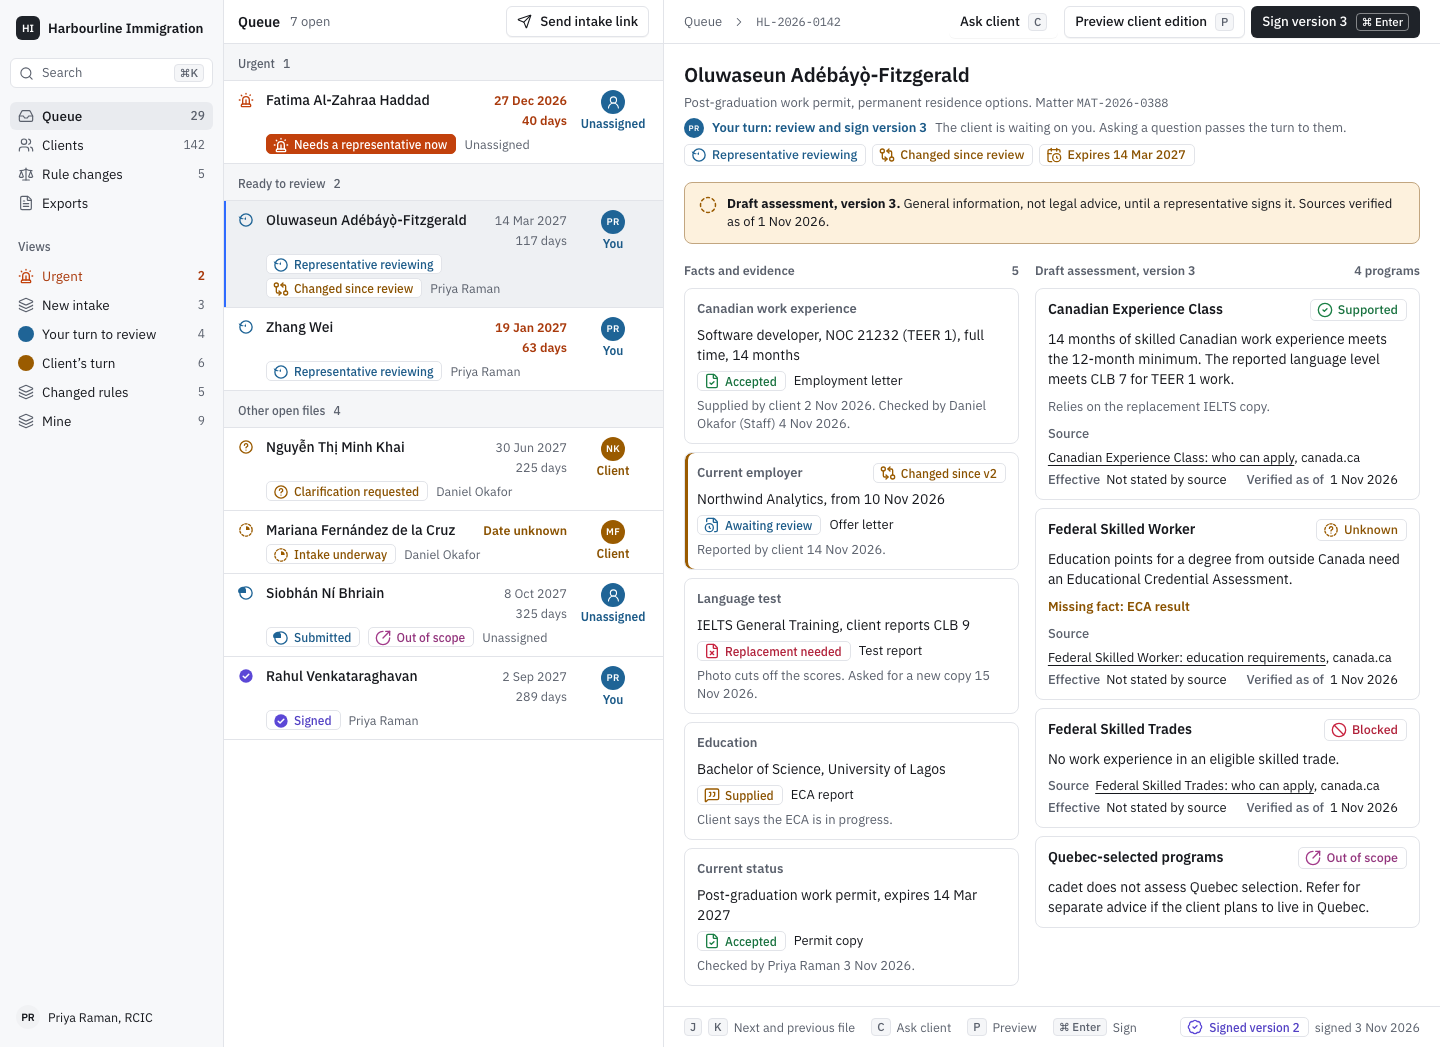 HI Harbourline Immigration
Search ⌘K
Queue 29
Clients 142
Rule changes 5
Exports
Views
Urgent 2
New intake 3
Your turn to review 4
Client’s turn 6
Changed rules 5
Mine 9
PR Priya Raman, RCIC
Queue 7 open
Send intake link
Urgent 1
Fatima Al-Zahraa Haddad 27 Dec 2026
40 days
Unassigned
Needs a representative now Unassigned
Ready to review 2
Oluwaseun Adébáyọ̀-Fitzgerald 14 Mar 2027 PR
117 days You
Representative reviewing
Changed since review Priya Raman
Zhang Wei 19 Jan 2027 PR
63 days You
Representative reviewing Priya Raman
Other open files 4
Nguyễn Thị Minh Khai 30 Jun 2027 NK
225 days Client
Clarification requested Daniel Okafor
Mariana Fernández de la Cruz Date unknown MF
Intake underway Daniel Okafor Client
Siobhán Ní Bhriain 8 Oct 2027
325 days Unassigned
Submitted Out of scope Unassigned
Rahul Venkataraghavan 2 Sep 2027 PR
289 days You
Signed Priya Raman
Queue HL-2026-0142
Ask client C
Preview client edition P
Sign version 3 ⌘ Enter
Oluwaseun Adébáyọ̀-Fitzgerald
Post-graduation work permit, permanent residence options. Matter MAT-2026-0388
PR Your turn: review and sign version 3 The client is waiting on you. Asking a question passes the turn to them.
Representative reviewing Changed since review Expires 14 Mar 2027
Draft assessment, version 3. General information, not legal advice, until a representative signs it. Sources verified
as of 1 Nov 2026.
Facts and evidence 5
Canadian work experience
Software developer, NOC 21232 (TEER 1), full
time, 14 months
Accepted Employment letter
Supplied by client 2 Nov 2026. Checked by Daniel
Okafor (Staff) 4 Nov 2026.
Current employer Changed since v2
Northwind Analytics, from 10 Nov 2026
Awaiting review Offer letter
Reported by client 14 Nov 2026.
Language test
IELTS General Training, client reports CLB 9
Replacement needed Test report
Photo cuts off the scores. Asked for a new copy 15
Nov 2026.
Education
Bachelor of Science, University of Lagos
Supplied ECA report
Client says the ECA is in progress.
Current status
Post-graduation work permit, expires 14 Mar
2027
Accepted Permit copy
Checked by Priya Raman 3 Nov 2026.
Draft assessment, version 3 4 programs
Canadian Experience Class Supported
14 months of skilled Canadian work experience meets
the 12-month minimum. The reported language level
meets CLB 7 for TEER 1 work.
Relies on the replacement IELTS copy.
Source
Canadian Experience Class: who can apply, canada.ca
Effective Not stated by source Verified as of 1 Nov 2026
Federal Skilled Worker Unknown
Education points for a degree from outside Canada need
an Educational Credential Assessment.
Missing fact: ECA result
Source
Federal Skilled Worker: education requirements, canada.ca
Effective Not stated by source Verified as of 1 Nov 2026
Federal Skilled Trades Blocked
No work experience in an eligible skilled trade.
Source Federal Skilled Trades: who can apply, canada.ca
Effective Not stated by source Verified as of 1 Nov 2026
Quebec-selected programs Out of scope
cadet does not assess Quebec selection. Refer for
separate advice if the client plans to live in Quebec.
J K Next and previous file C Ask client P Preview ⌘ Enter Sign Signed version 2 signed 3 Nov 2026